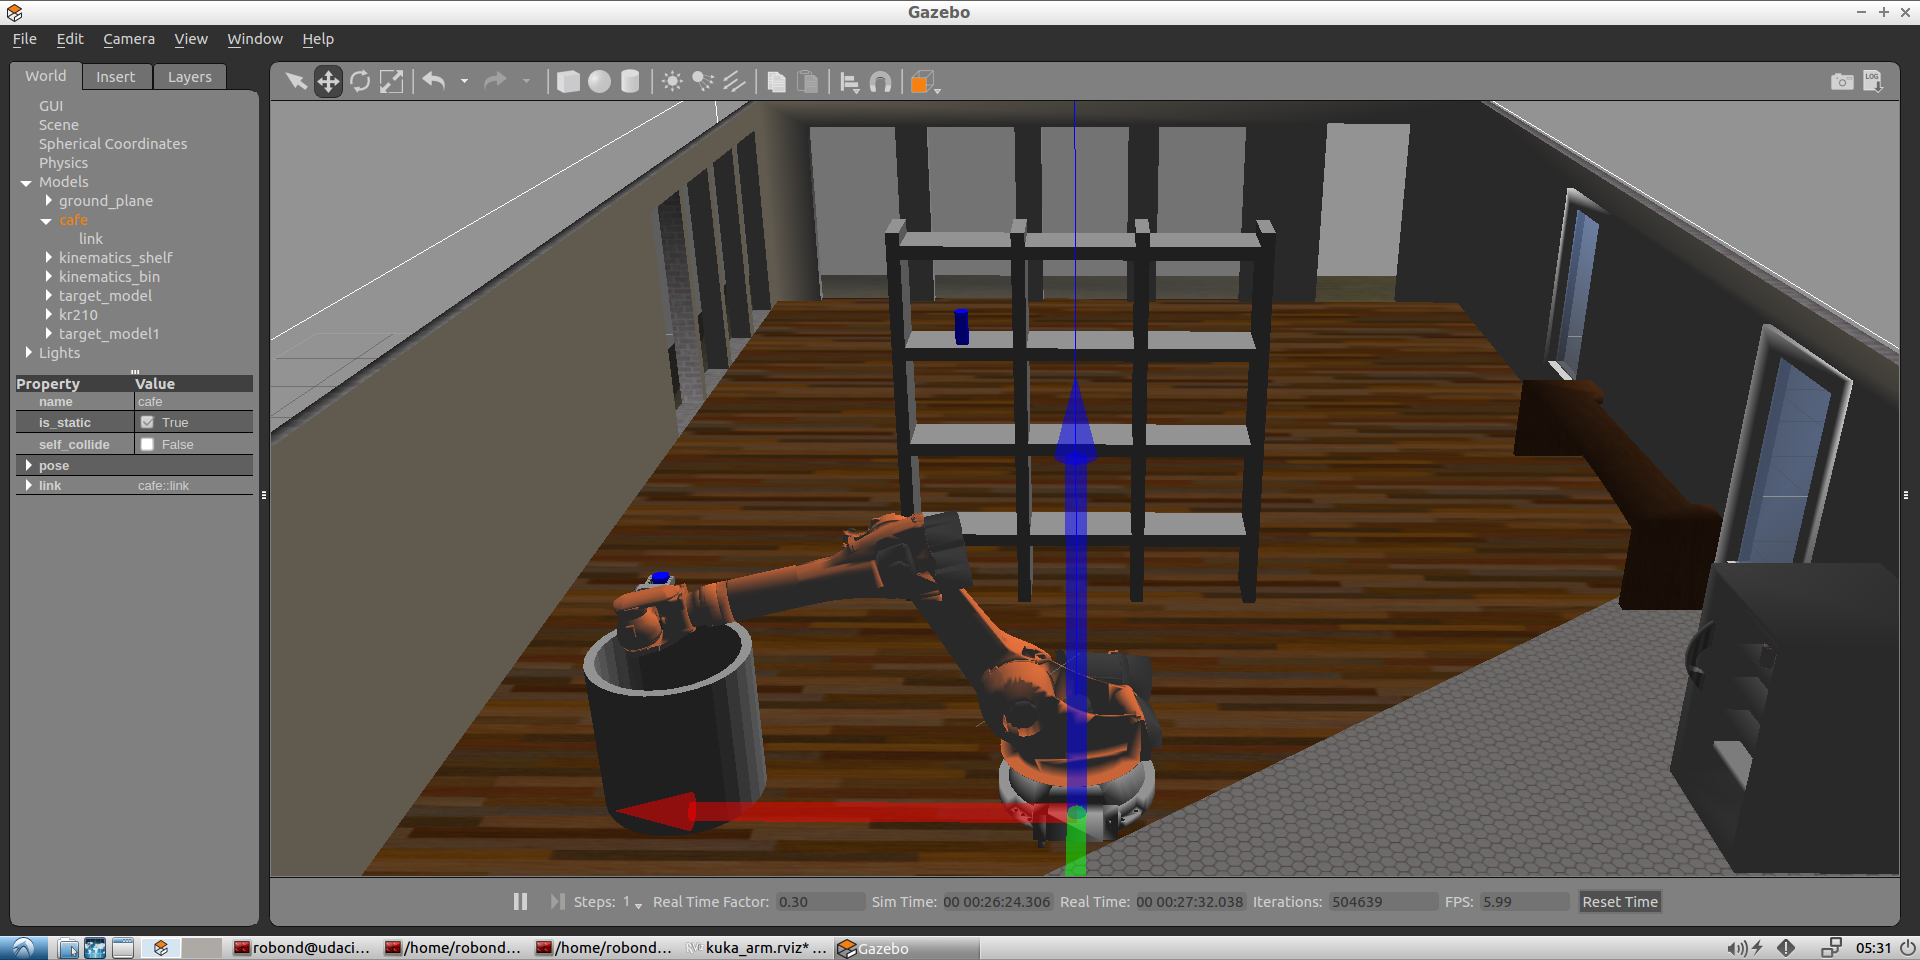 Gazebo
File Edit Camera View Window Help
World Insert Layers
GUI
Scene
Spherical Coordinates
Physics
Models
ground_plane
cafe
link
kinematics_shelf
kinematics_bin
target_model
kr210
target_model1
Lights
Property Value
name cafe
is_static True
self_collide False
pose
link cafe::link
LOG
Steps: 1 Real Time Factor: 0.30 Sim Time: 00 00:26:24.306 Real Time: 00 00:27:32.038 Iterations: 504639 FPS: 5.99 Reset Time
robond@udaci... /home/robond... /home/robond... kuka_arm.rviz* ... Gazebo 05:31